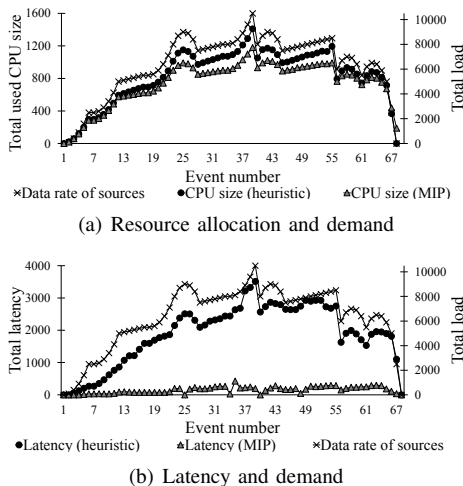 Total used CPU size
1600
1200
800
400
0
10000
8000
6000
4000
2000
0
Total load
1 7 13 19 25 31 37 43 49 55 61 67
Event number
×Data rate of sources ●CPU size (heuristic) ▲CPU size (MIP)
(a) Resource allocation and demand
Total latency
4000
3000
2000
1000
0
10000
8000
6000
4000
2000
0
Total load
1 7 13 19 25 31 37 43 49 55 61 67
Event number
●Latency (heuristic) ▲Latency (MIP) ×Data rate of sources
(b) Latency and demand